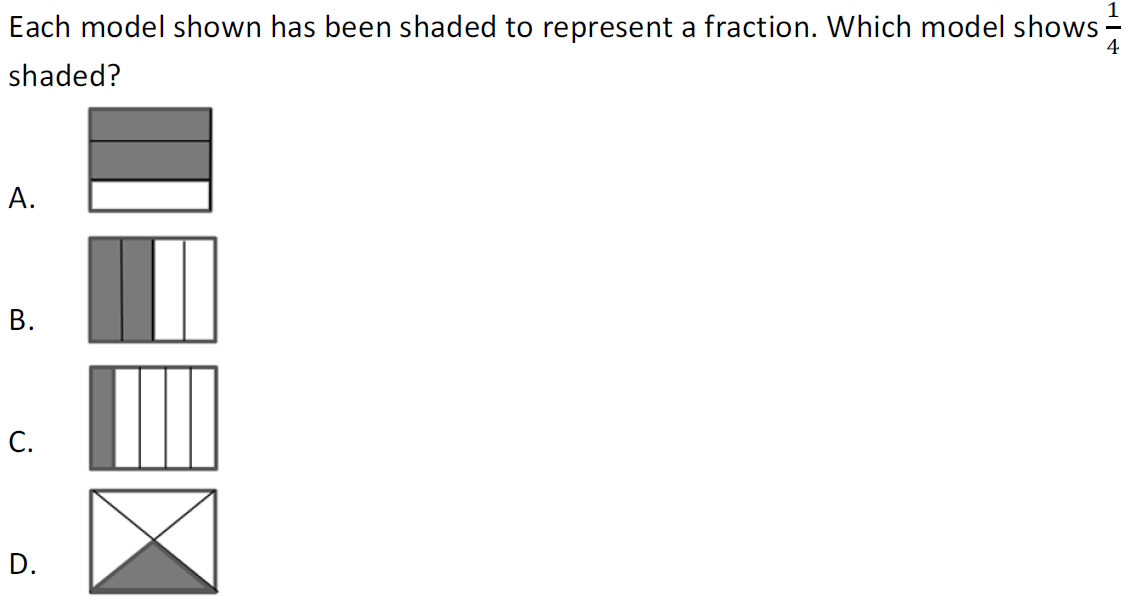 Each model shown has been shaded to represent a fraction. Which model shows 1/4
shaded?
A.
B.
C.
D.